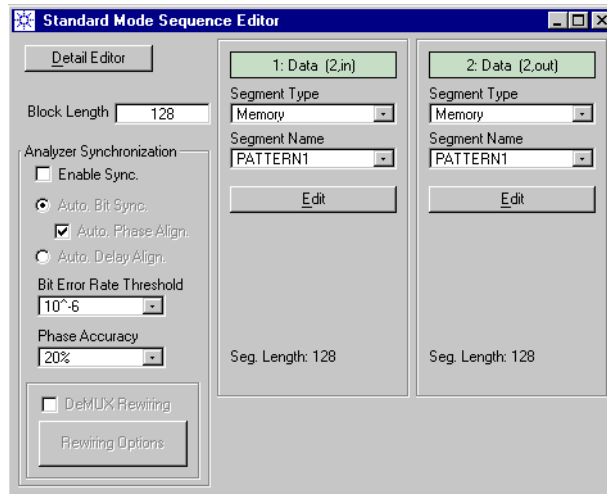 Standard Mode Sequence Editor
Detail Editor
Block Length 128
Analyzer Synchronization
Enable Sync.
Auto. Bit Sync.
Auto. Phase Align.
Auto. Delay Align.
Bit Error Rate Threshold
10^-6
Phase Accuracy
20%
DeMUX Rewiring
Rewiring Options
1: Data (2,in)
Segment Type
Memory
Segment Name
PATTERN1
Edit
Seg. Length: 128
2: Data (2,out)
Segment Type
Memory
Segment Name
PATTERN1
Edit
Seg. Length: 128